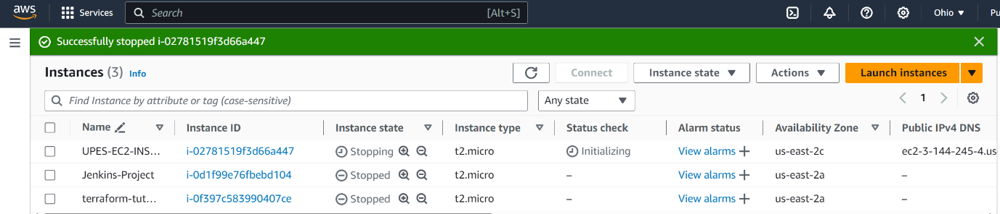 aws Services Search [Alt+S] Ohio Pu
Successfully stopped i-02781519f3d66a447
Instances (3) Info Connect Instance state Actions Launch instances
Find Instance by attribute or tag (case-sensitive) Any state 1
Name Instance ID Instance state Instance type Status check Alarm status Availability Zone Public IPv4 DNS
UPES-EC2-INS... i-02781519f3d66a447 Stopping t2.micro Initializing View alarms + us-east-2c ec2-3-144-245-4.us
Jenkins-Project i-0d1f99e76fbebd104 Stopped t2.micro – View alarms + us-east-2a –
terraform-tut... i-0f397c583990407ce Stopped t2.micro – View alarms + us-east-2a –